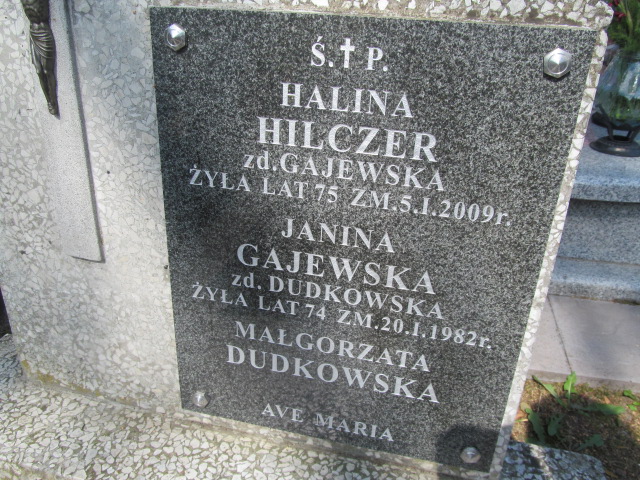 Ś.†P.
HALINA
HILCZER
zd.GAJEWSKA
ŻYŁA LAT 75 ZM.5.I.2009r.
JANINA
GAJEWSKA
zd. DUDKOWSKA
ŻYŁA LAT 74 ZM.20.I.1982r.
MAŁGORZATA
DUDKOWSKA
AVE MARIA